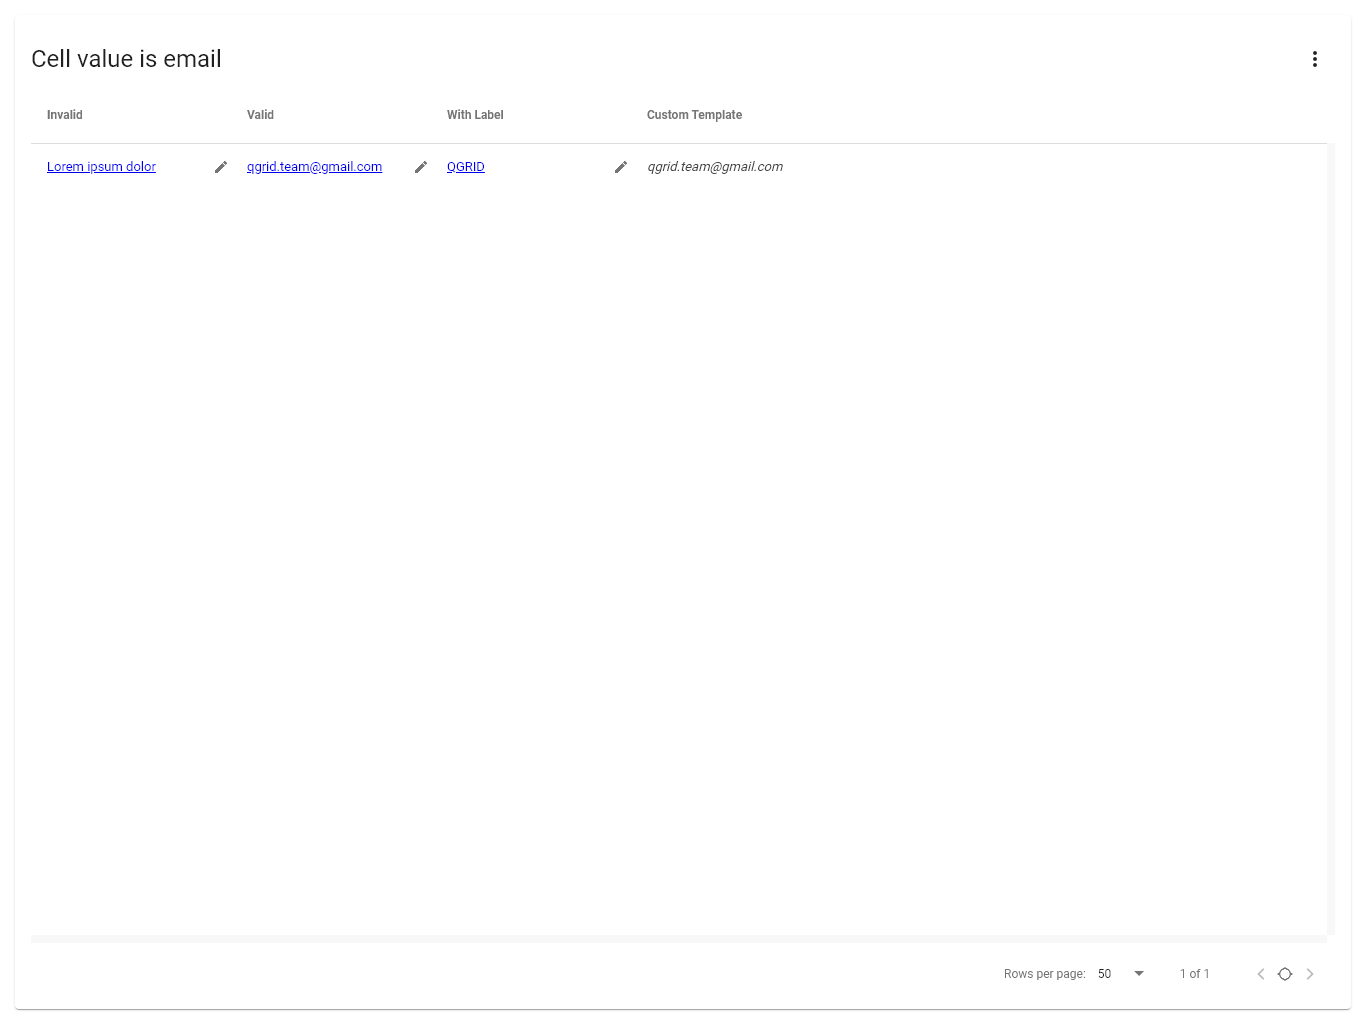 Cell value is email
Invalid Valid With Label Custom Template
Lorem ipsum dolor qgrid.team@gmail.com QGRID qgrid.team@gmail.com
Rows per page: 50 1 of 1